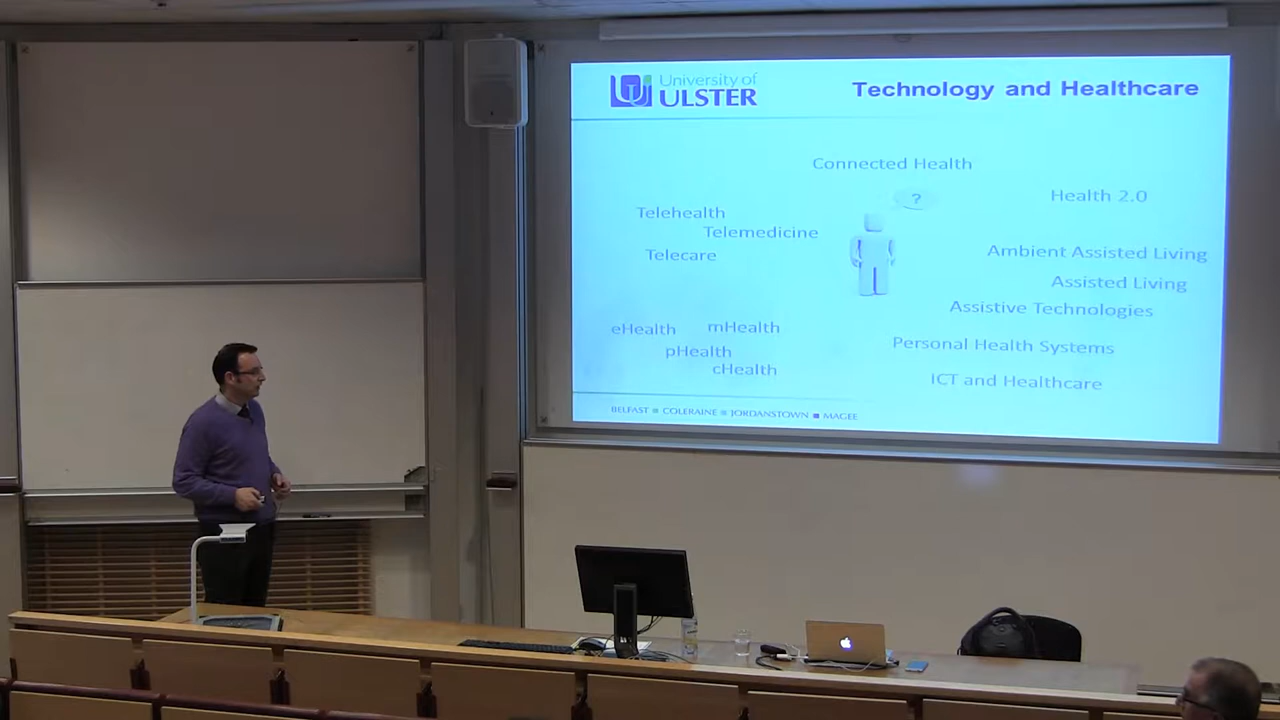 University of
ULSTER
Technology and Healthcare
Connected Health
?
Health 2.0
Telehealth
Telemedicine
Telecare
Ambient Assisted Living
Assisted Living
Assistive Technologies
eHealth mHealth
pHealth
cHealth
Personal Health Systems
ICT and Healthcare
BELFAST ■ COLERAINE ■ JORDANSTOWN ■ MAGEE